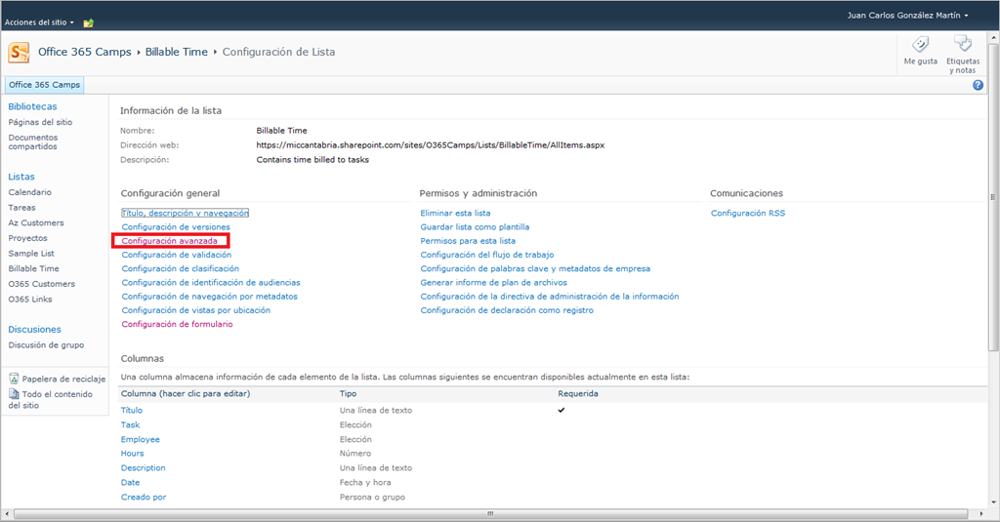 Juan Carlos González Martín
Acciones del sitio
Office 365 Camps ▸ Billable Time ▸ Configuración de Lista
Me gusta
Etiquetas y notas
Office 365 Camps
Bibliotecas
Páginas del sitio
Documentos
compartidos
Listas
Calendario
Tareas
Az Customers
Proyectos
Sample List
Billable Time
O365 Customers
O365 Links
Discusiones
Discusión de grupo
Papelera de reciclaje
Todo el contenido
del sitio
Información de la lista
Nombre: Billable Time
Dirección web: https://miccantabria.sharepoint.com/sites/O365Camps/Lists/BillableTime/AllItems.aspx
Descripción: Contains time billed to tasks
Configuración general
Título, descripción y navegación
Configuración de versiones
Configuración avanzada
Configuración de validación
Configuración de clasificación
Configuración de identificación de audiencias
Configuración de navegación por metadatos
Configuración de vistas por ubicación
Configuración de formulario
Permisos y administración
Eliminar esta lista
Guardar lista como plantilla
Permisos para esta lista
Configuración del flujo de trabajo
Configuración de palabras clave y metadatos de empresa
Generar informe de plan de archivos
Configuración de la directiva de administración de la información
Configuración de declaración como registro
Comunicaciones
Configuración RSS
Columnas
Una columna almacena información de cada elemento de la lista. Las columnas siguientes se encuentran disponibles actualmente en esta lista:
Columna (hacer clic para editar) Tipo Requerida
Título Una línea de texto ✔
Task Elección
Employee Elección
Hours Número
Description Una línea de texto
Date Fecha y hora
Creado por Persona o grupo